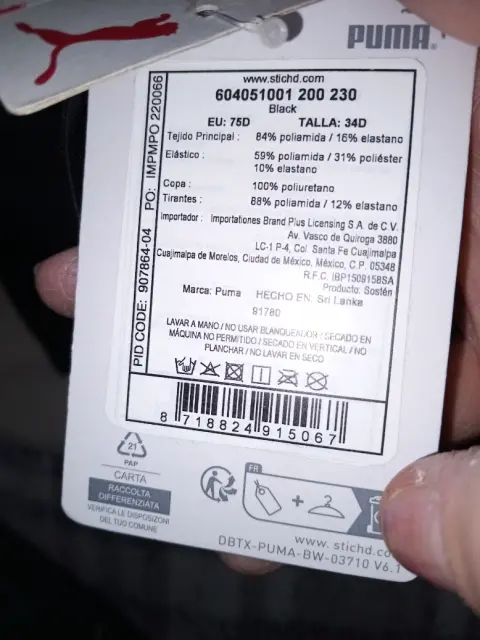 PUMA
www.stichd.com
604051001 200 230
Black
EU: 75D TALLA: 34D
Tejido Principal : 84% poliamida / 16% elastano
Elástico : 59% poliamida / 31% poliéster
10% elastano
Copa : 100% poliuretano
Tirantes : 88% poliamida / 12% elastano
Importador : Importationes Brand Plus Licensing S.A. de C.V.
Av. Vasco de Quiroga 3880
LC-1 P-4, Col. Santa Fe Cuajimalpa
Cuajimalpa de Morelos, Ciudad de México, México, C.P. 05348
R.F.C. IBP1509158SA
Producto: Sostén
Marca: Puma HECHO EN: Sri Lanka
91780
LAVAR A MANO / NO USAR BLANQUEADOR / SECADO EN
MÁQUINA NO PERMITIDO / SECADO EN VERTICAL / NO
PLANCHAR / NO LAVAR EN SECO
PID CODE: 907864-04 PO: IMPMPO 220066
8 718824 915067
21
PAP
CARTA
RACCOLTA
DIFFERENZIATA
VERIFICA LE DISPOSIZIONI
DEL TUO COMUNE
FR
+
www.stichd.co
DBTX-PUMA-BW-03710 V6.1